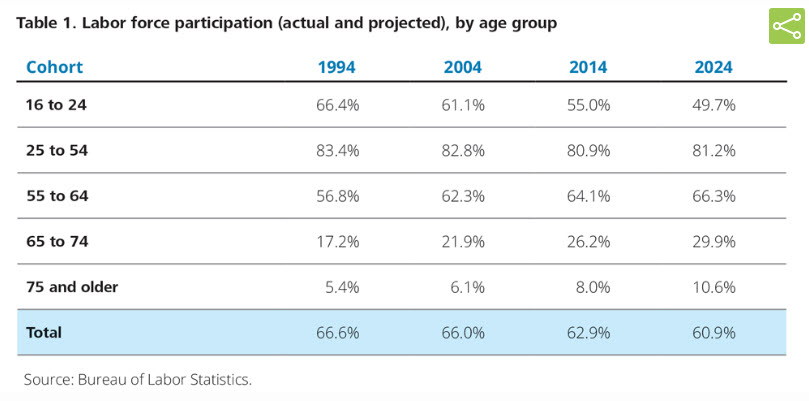 Table 1. Labor force participation (actual and projected), by age group
Cohort 1994 2004 2014 2024
16 to 24 66.4% 61.1% 55.0% 49.7%
25 to 54 83.4% 82.8% 80.9% 81.2%
55 to 64 56.8% 62.3% 64.1% 66.3%
65 to 74 17.2% 21.9% 26.2% 29.9%
75 and older 5.4% 6.1% 8.0% 10.6%
Total 66.6% 66.0% 62.9% 60.9%
Source: Bureau of Labor Statistics.